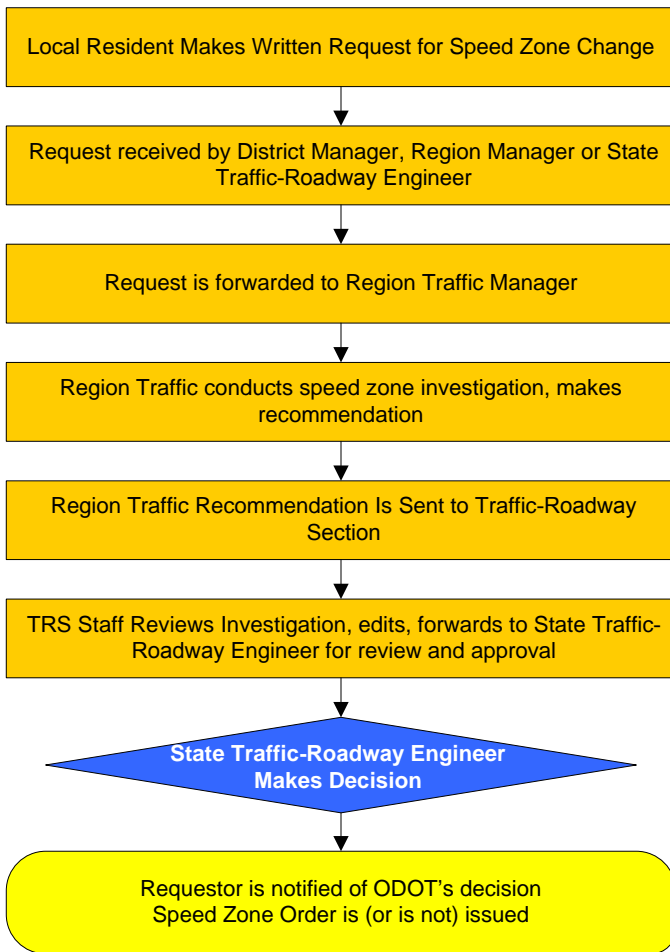 Local Resident Makes Written Request for Speed Zone Change
Request received by District Manager, Region Manager or State
Traffic-Roadway Engineer
Request is forwarded to Region Traffic Manager
Region Traffic conducts speed zone investigation, makes
recommendation
Region Traffic Recommendation Is Sent to Traffic-Roadway
Section
TRS Staff Reviews Investigation, edits, forwards to State Traffic-
Roadway Engineer for review and approval
State Traffic-Roadway Engineer
Makes Decision
Requestor is notified of ODOT's decision
Speed Zone Order is (or is not) issued